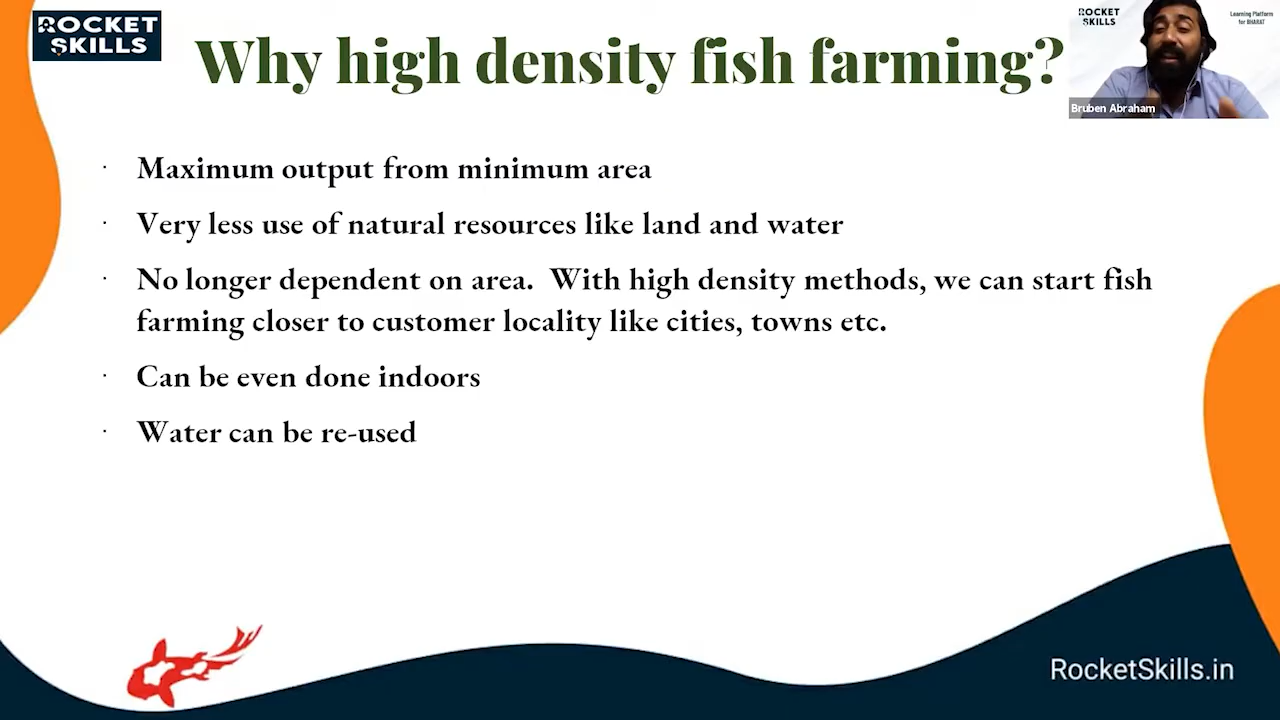 ROCKET
SKILLS
Why high density fish farming?
ROCKET
SKILLS
Learning Platform
for BHARAT
Bruben Abraham
· Maximum output from minimum area
· Very less use of natural resources like land and water
· No longer dependent on area.  With high density methods, we can start fish
farming closer to customer locality like cities, towns etc.
· Can be even done indoors
· Water can be re-used
RocketSkills.in